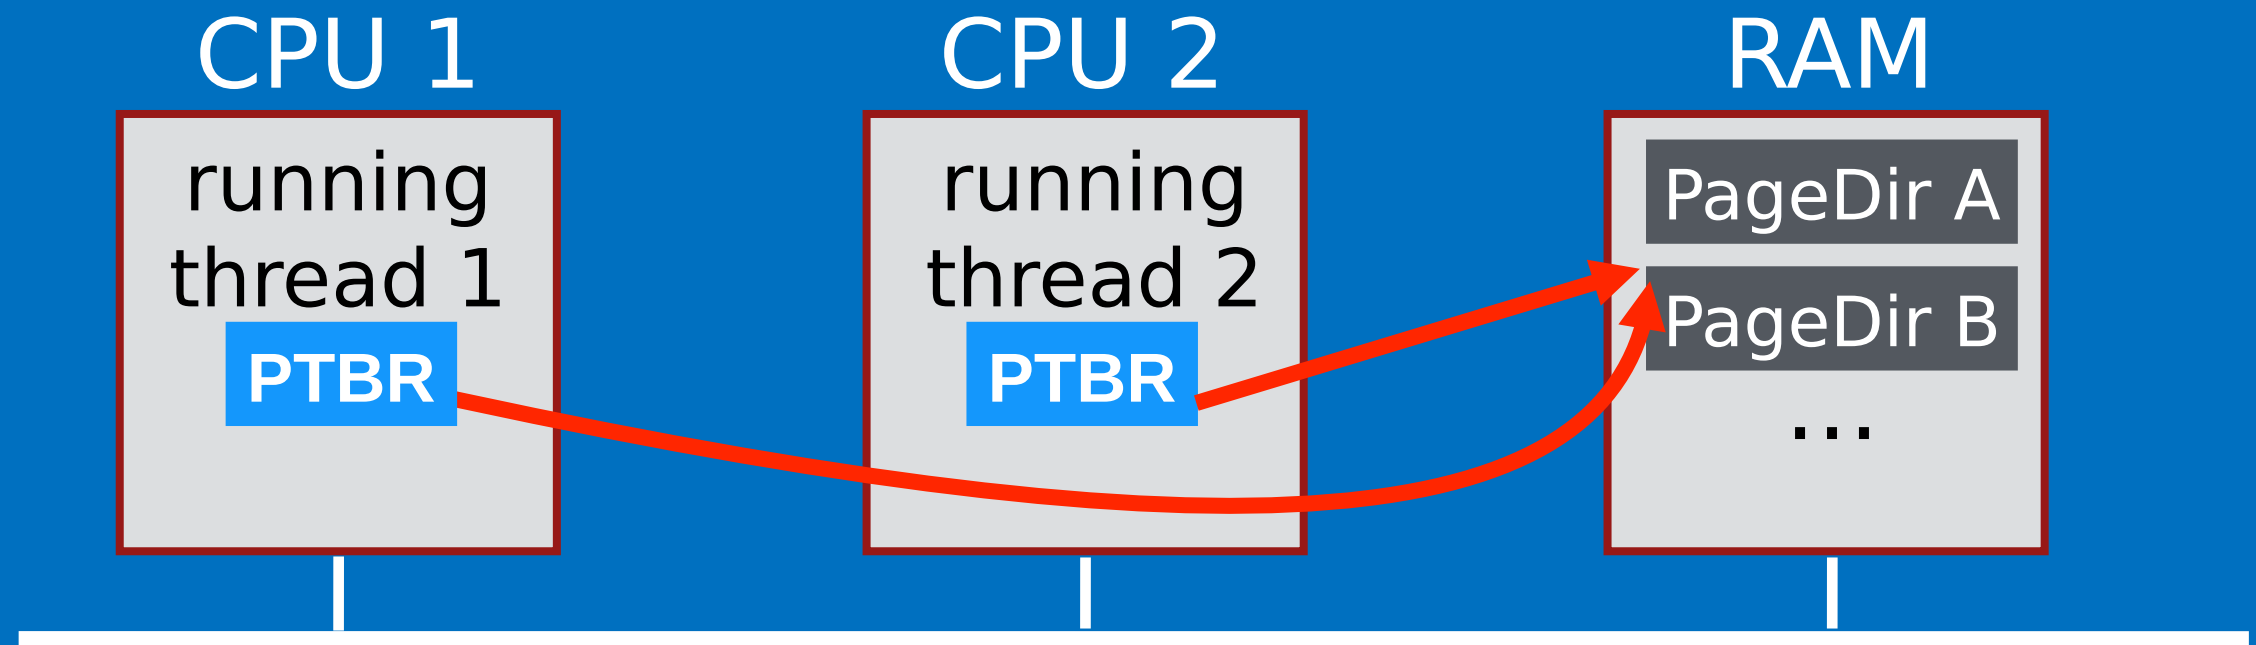 CPU 1
CPU 2
RAM
running
thread 1
PTBR
running
thread 2
PTBR
PageDir A
PageDir B
...